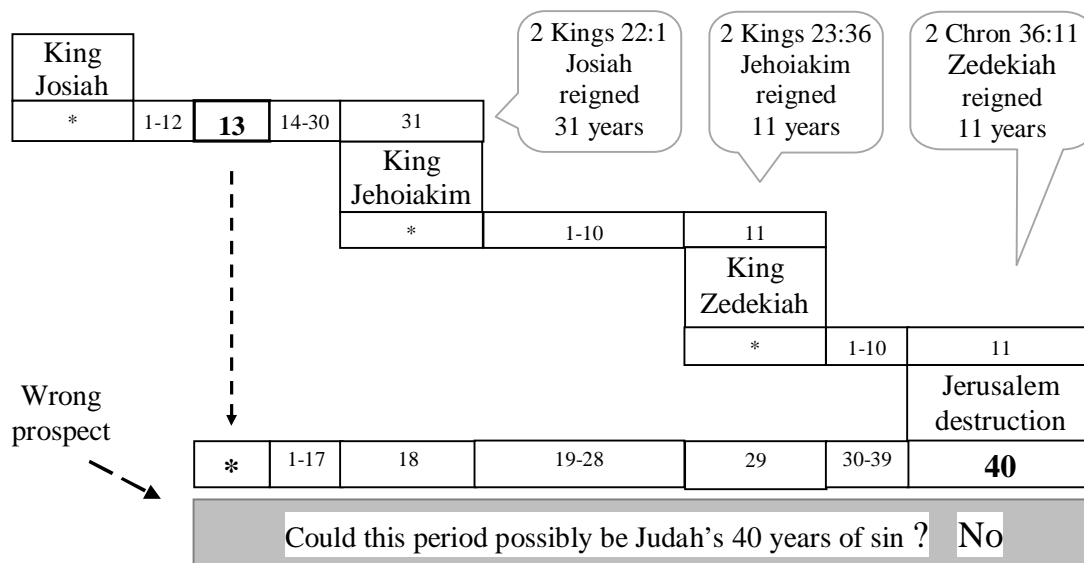 King
Josiah
* 1-12 13 14-30 31
2 Kings 22:1
Josiah
reigned
31 years
2 Kings 23:36
Jehoiakim
reigned
11 years
2 Chron 36:11
Zedekiah
reigned
11 years
King
Jehoiakim
* 1-10 11
King
Zedekiah
* 1-10 11
Jerusalem
destruction
Wrong
prospect
* 1-17 18 19-28 29 30-39 40
Could this period possibly be Judah’s 40 years of sin ? No